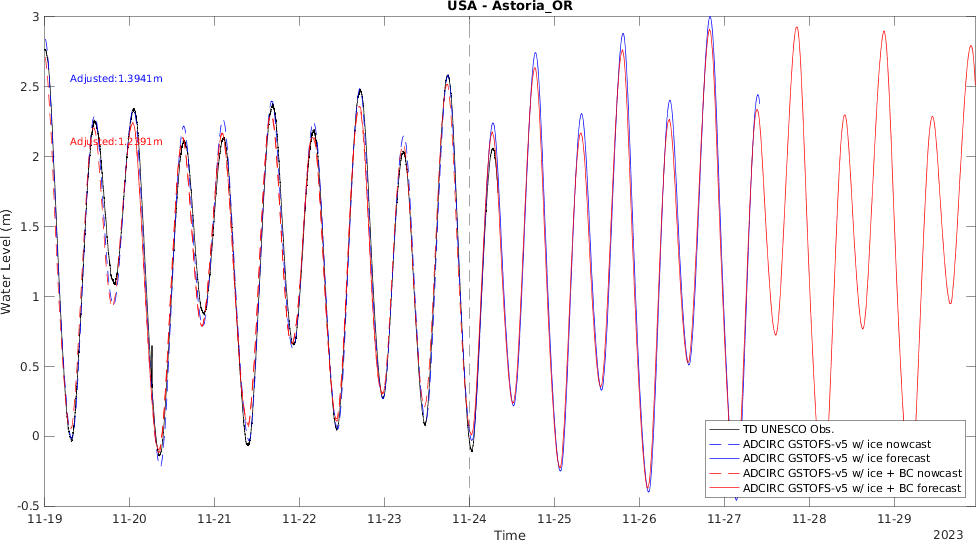 USA - Astoria_OR
Adjusted:1.3941m
Adjusted:1.2391m
Water Level (m)
3
2.5
2
1.5
1
0.5
0
-0.5
TD UNESCO Obs.
ADCIRC GSTOFS-v5 w/ ice nowcast
ADCIRC GSTOFS-v5 w/ ice forecast
ADCIRC GSTOFS-v5 w/ ice + BC nowcast
ADCIRC GSTOFS-v5 w/ ice + BC forecast
11-19 11-20 11-21 11-22 11-23 11-24 11-25 11-26 11-27 11-28 11-29
Time
2023